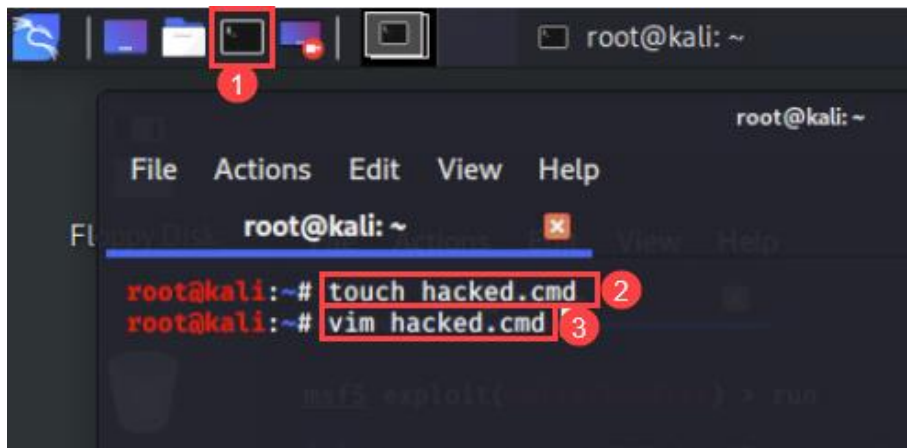 root@kali: ~
1
root@kali: ~
File Actions Edit View Help
root@kali: ~
root@kali:~# touch hacked.cmd 2
root@kali:~# vim hacked.cmd 3
msf5 exploit( ) > run